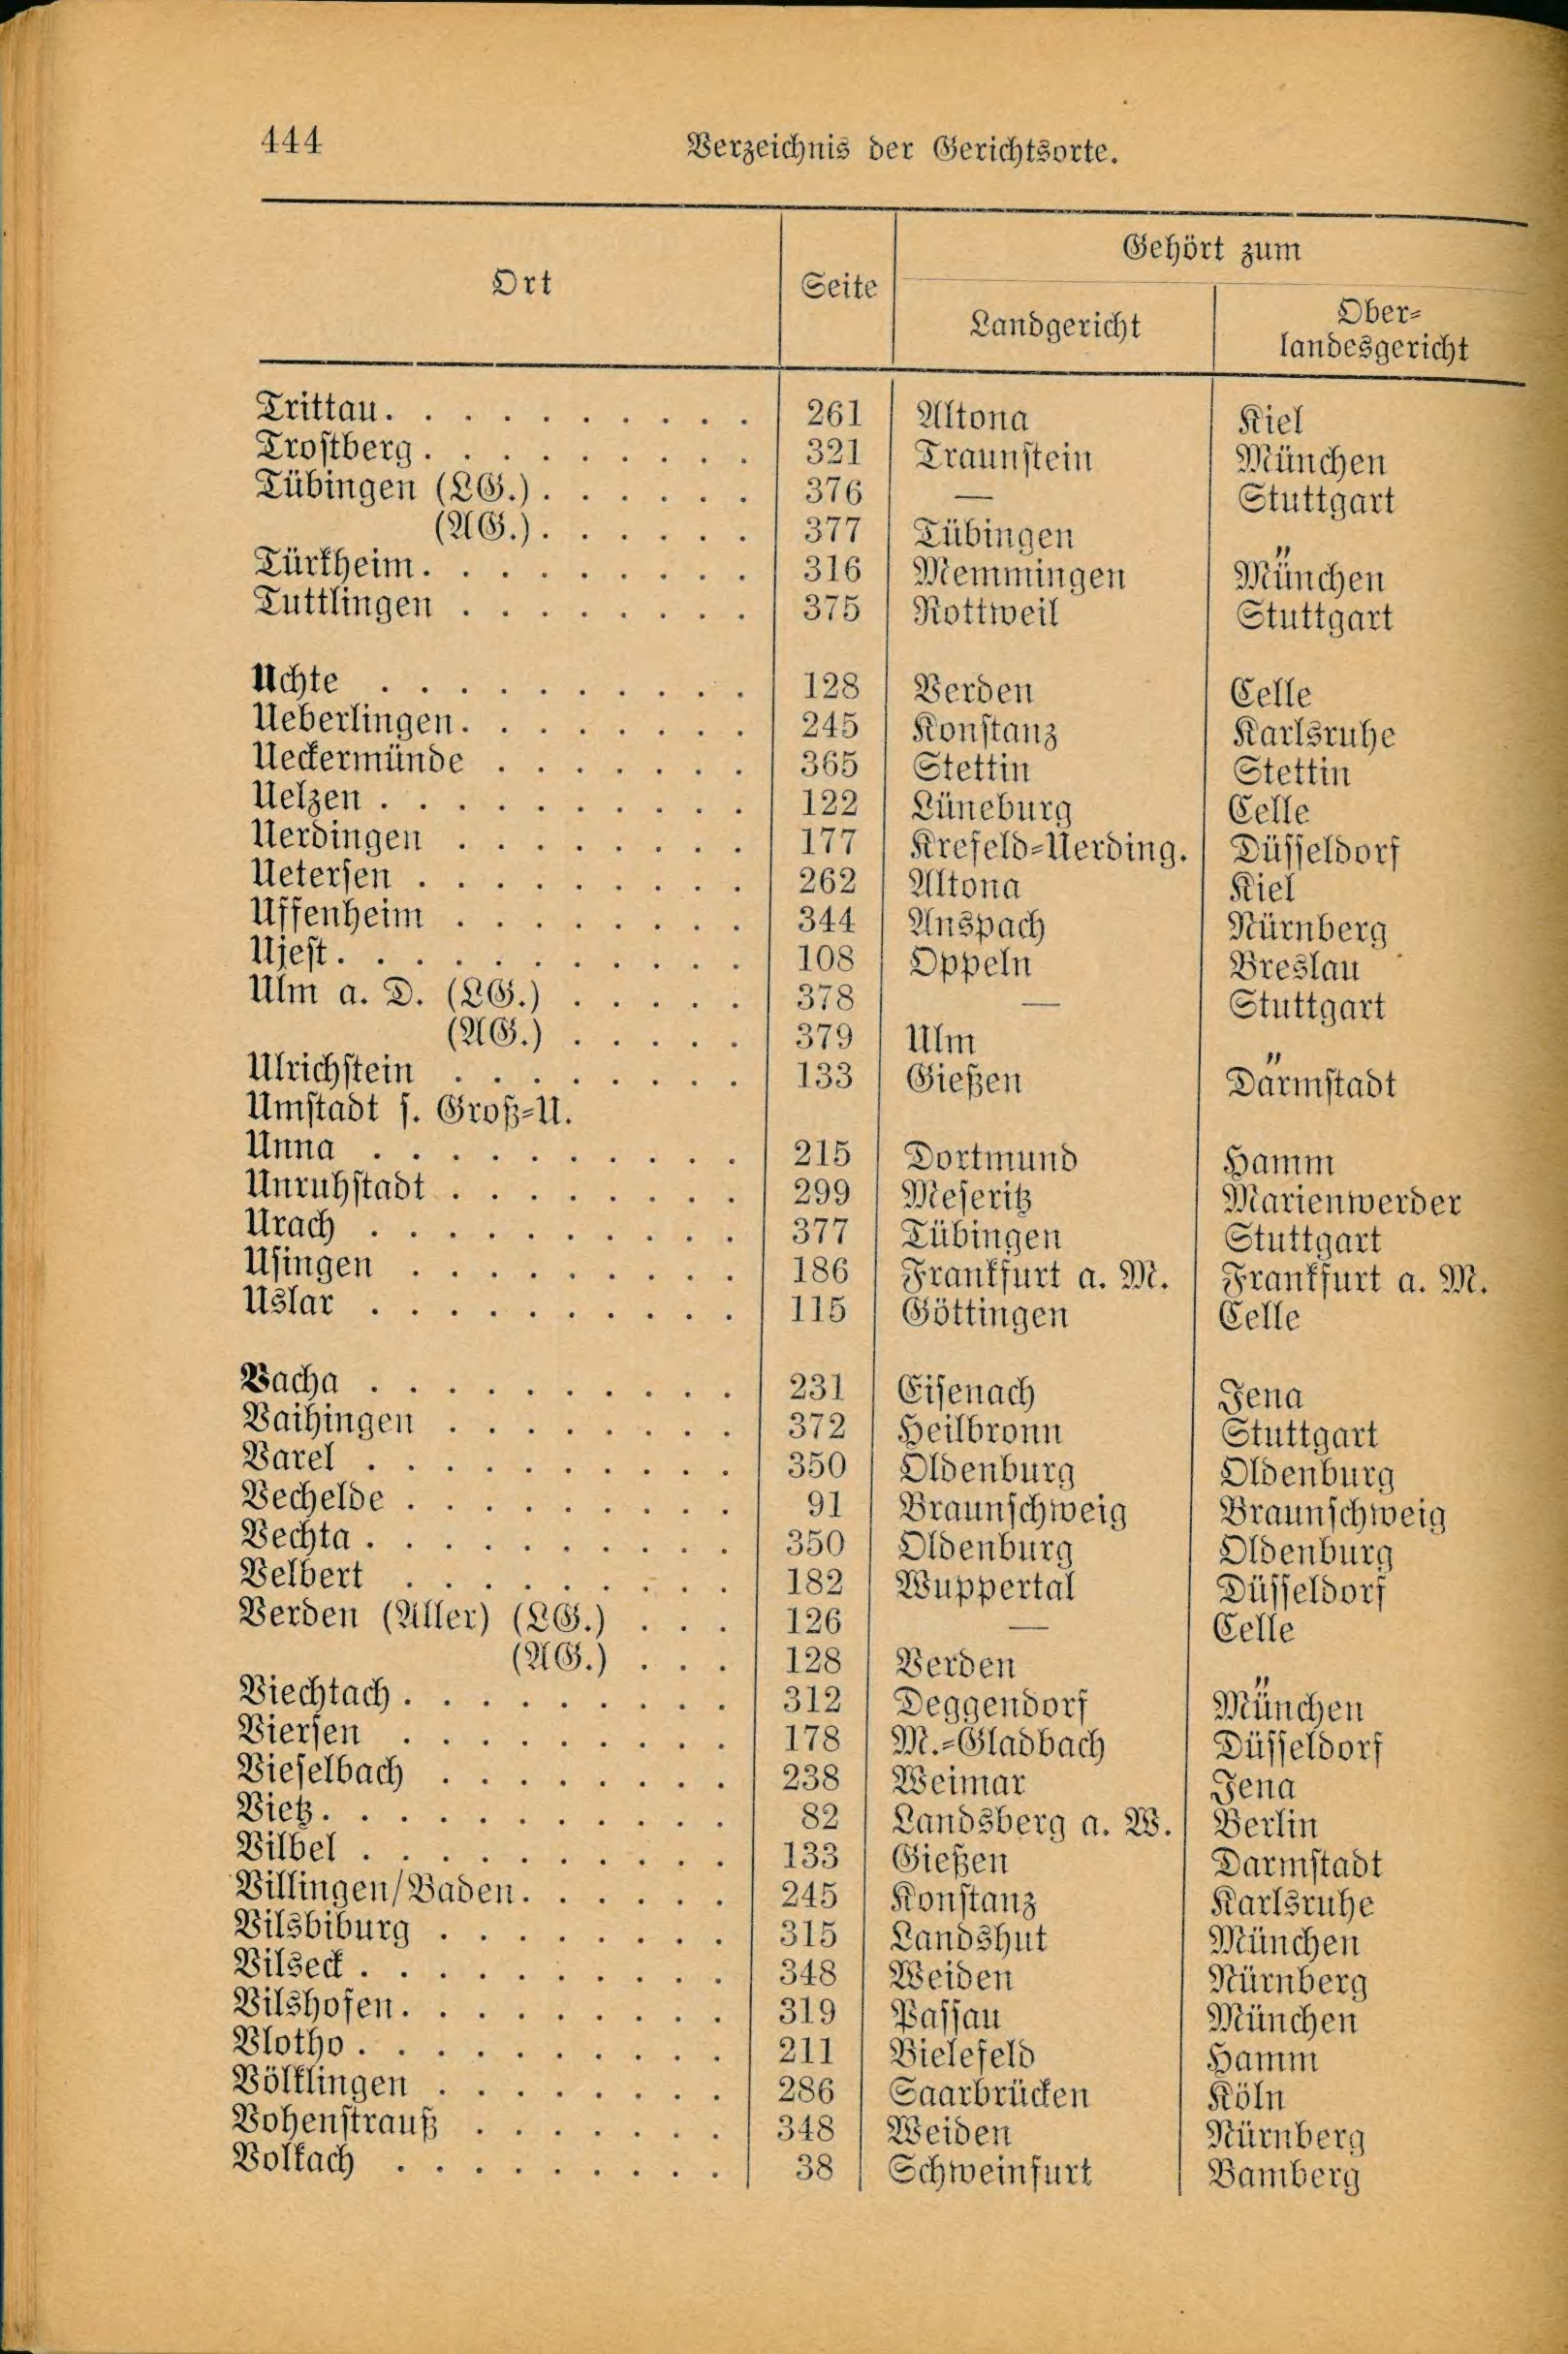 444 Verzeichnis der Gerichtsorte.
Ort Seite Gehört zum
Landgericht Ober-
landesgericht
Trittau. . . . . . . . . . 261 Altona Kiel
Trostberg. . . . . . . . . 321 Traunstein München
Tübingen (LG.). . . . . . 376 — Stuttgart
(AG.). . . . . . 377 Tübingen "
Türkheim. . . . . . . . . 316 Memmingen München
Tuttlingen . . . . . . . . 375 Rottweil Stuttgart
Uchte . . . . . . . . . . 128 Verden Celle
Ueberlingen. . . . . . . . 245 Konstanz Karlsruhe
Ueckermünde . . . . . . . 365 Stettin Stettin
Uelzen . . . . . . . . . . 122 Lüneburg Celle
Uerdingen . . . . . . . . 177 Krefeld-Uerding. Düsseldorf
Uetersen . . . . . . . . . 262 Altona Kiel
Uffenheim . . . . . . . . 344 Anspach Nürnberg
Ujest. . . . . . . . . . . 108 Oppeln Breslau
Ulm a. D. (LG.) . . . . . 378 — Stuttgart
(AG.) . . . . . 379 Ulm "
Ulrichstein . . . . . . . . 133 Gießen Darmstadt
Umstadt s. Groß-U.
Unna . . . . . . . . . . 215 Dortmund Hamm
Unruhstadt . . . . . . . . 299 Meseritz Marienwerder
Urach . . . . . . . . . . 377 Tübingen Stuttgart
Usingen . . . . . . . . . 186 Frankfurt a. M. Frankfurt a. M.
Uslar . . . . . . . . . . 115 Göttingen Celle
Vacha . . . . . . . . . . 231 Eisenach Jena
Vaihingen . . . . . . . . 372 Heilbronn Stuttgart
Varel . . . . . . . . . . 350 Oldenburg Oldenburg
Vechelde . . . . . . . . . 91 Braunschweig Braunschweig
Vechta . . . . . . . . . . 350 Oldenburg Oldenburg
Velbert . . . . . . . . . 182 Wuppertal Düsseldorf
Verden (Aller) (LG.) . . . 126 — Celle
(AG.) . . . 128 Verden "
Viechtach . . . . . . . . . 312 Deggendorf München
Viersen . . . . . . . . . 178 M.-Gladbach Düsseldorf
Vieselbach . . . . . . . . 238 Weimar Jena
Vietz. . . . . . . . . . . 82 Landsberg a. W. Berlin
Vilbel . . . . . . . . . . 133 Gießen Darmstadt
Villingen/Baden. . . . . . 245 Konstanz Karlsruhe
Vilsbiburg . . . . . . . . 315 Landshut München
Vilseck . . . . . . . . . . 348 Weiden Nürnberg
Vilshofen. . . . . . . . . 319 Passau München
Vlotho . . . . . . . . . . 211 Bielefeld Hamm
Völklingen . . . . . . . . 286 Saarbrücken Köln
Vohenstrauß . . . . . . . 348 Weiden Nürnberg
Volkach . . . . . . . . . 38 Schweinfurt Bamberg